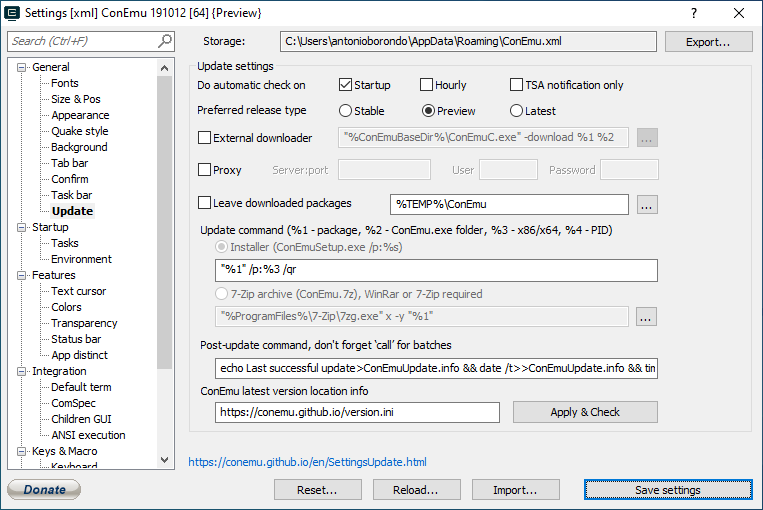 Settings [xml] ConEmu 191012 [64] {Preview}
Search (Ctrl+F)
Storage: C:\Users\antonioborondo\AppData\Roaming\ConEmu.xml Export...
General
Fonts
Size & Pos
Appearance
Quake style
Background
Tab bar
Confirm
Task bar
Update
Startup
Tasks
Environment
Features
Text cursor
Colors
Transparency
Status bar
App distinct
Integration
Default term
ComSpec
Children GUI
ANSI execution
Keys & Macro
Keyboard
Update settings
Do automatic check on Startup Hourly TSA notification only
Preferred release type Stable Preview Latest
External downloader "%ConEmuBaseDir%\ConEmuC.exe" -download %1 %2 ...
Proxy Server:port User Password
Leave downloaded packages %TEMP%\ConEmu ...
Update command (%1 - package, %2 - ConEmu.exe folder, %3 - x86/x64, %4 - PID)
Installer (ConEmuSetup.exe /p:%s)
"%1" /p:%3 /qr
7-Zip archive (ConEmu.7z), WinRar or 7-Zip required
"%ProgramFiles%\7-Zip\7zg.exe" x -y "%1" ...
Post-update command, don't forget 'call' for batches
echo Last successful update>ConEmuUpdate.info && date /t>>ConEmuUpdate.info && tim
ConEmu latest version location info
https://conemu.github.io/version.ini Apply & Check
https://conemu.github.io/en/SettingsUpdate.html
Donate Reset... Reload... Import... Save settings